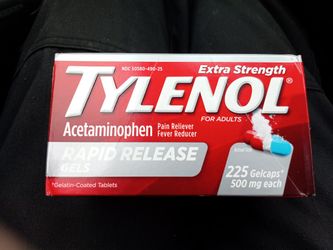 NDC 50580-490-25
Extra Strength
TYLENOL®
FOR ADULTS
Acetaminophen
Pain Reliever
Fever Reducer
RAPID RELEASE
GELS
225 Gelcaps*
500 mg each
*Gelatin-Coated Tablets